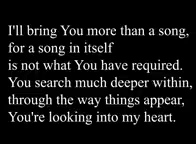 I'll bring You more than a song,
for a song in itself
is not what You have required.
You search much deeper within,
through the way things appear,
You're looking into my heart.